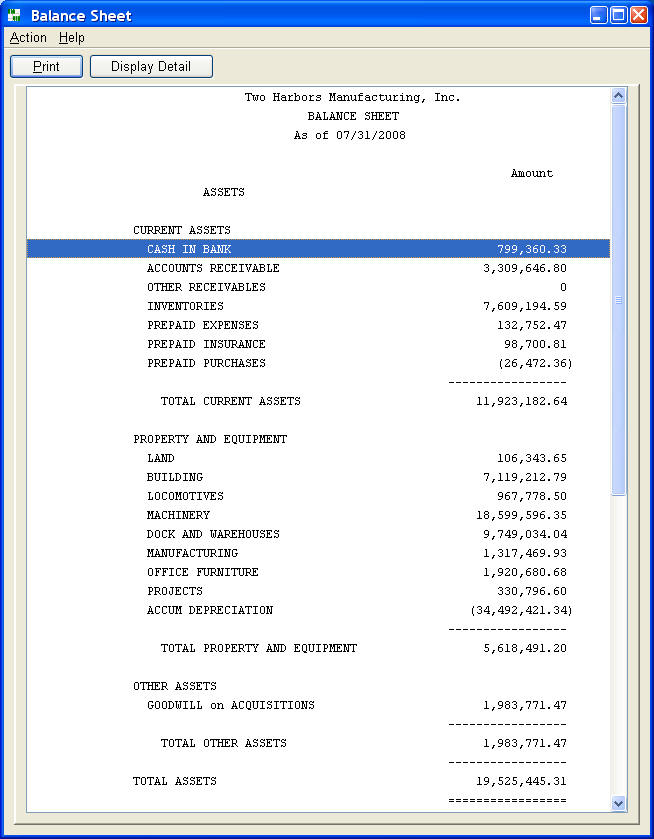 Balance Sheet
Action Help
Print Display Detail
Two Harbors Manufacturing, Inc.
BALANCE SHEET
As of 07/31/2008
Amount
ASSETS
CURRENT ASSETS
CASH IN BANK 799,360.33
ACCOUNTS RECEIVABLE 3,309,646.80
OTHER RECEIVABLES 0
INVENTORIES 7,609,194.59
PREPAID EXPENSES 132,752.47
PREPAID INSURANCE 98,700.81
PREPAID PURCHASES (26,472.36)
-----------------
TOTAL CURRENT ASSETS 11,923,182.64
PROPERTY AND EQUIPMENT
LAND 106,343.65
BUILDING 7,119,212.79
LOCOMOTIVES 967,778.50
MACHINERY 18,599,596.35
DOCK AND WAREHOUSES 9,749,034.04
MANUFACTURING 1,317,469.93
OFFICE FURNITURE 1,920,680.68
PROJECTS 330,796.60
ACCUM DEPRECIATION (34,492,421.34)
-----------------
TOTAL PROPERTY AND EQUIPMENT 5,618,491.20
OTHER ASSETS
GOODWILL on ACQUISITIONS 1,983,771.47
-----------------
TOTAL OTHER ASSETS 1,983,771.47
-----------------
TOTAL ASSETS 19,525,445.31
=================